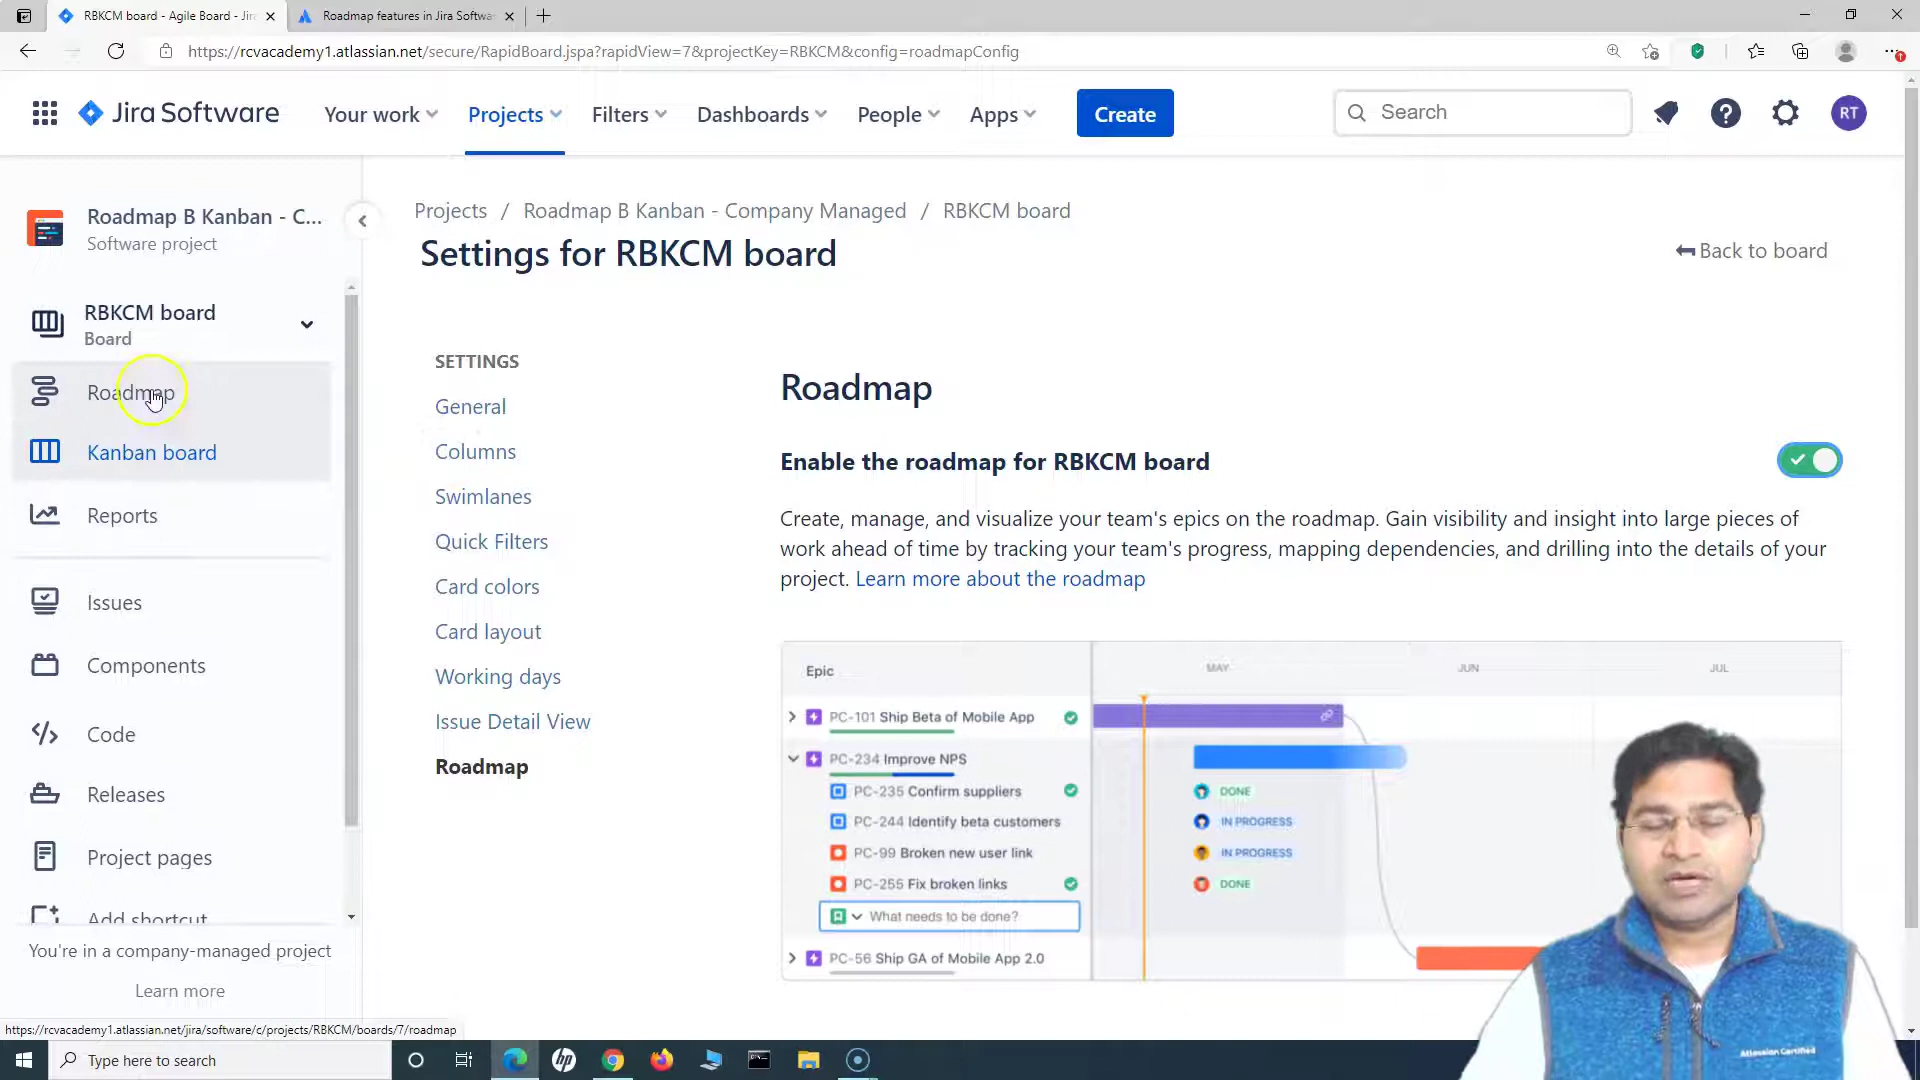 RBKCM board - Agile Board - Jir
Roadmap features in Jira Softwa
https://rcvacademy1.atlassian.net/secure/RapidBoard.jspa?rapidView=7&projectKey=RBKCM&config=roadmapConfig
Jira Software
Your work
Projects
Filters
Dashboards
People
Apps
Create
Search
RT
Roadmap B Kanban - C...
Software project
Projects / Roadmap B Kanban - Company Managed / RBKCM board
Settings for RBKCM board
Back to board
RBKCM board
Board
Roadmap
Kanban board
Reports
Issues
Components
Code
Releases
Project pages
Add shortcut
You're in a company-managed project
Learn more
SETTINGS
General
Columns
Swimlanes
Quick Filters
Card colors
Card layout
Working days
Issue Detail View
Roadmap
Roadmap
Enable the roadmap for RBKCM board
Create, manage, and visualize your team's epics on the roadmap. Gain visibility and insight into large pieces of
work ahead of time by tracking your team's progress, mapping dependencies, and drilling into the details of your
project. Learn more about the roadmap
Epic
MAY
JUN
JUL
PC-101 Ship Beta of Mobile App
PC-234 Improve NPS
PC-235 Confirm suppliers
DONE
PC-244 Identify beta customers
IN PROGRESS
PC-99 Broken new user link
IN PROGRESS
PC-255 Fix broken links
DONE
What needs to be done?
PC-56 Ship GA of Mobile App 2.0
Atlassian Certified
https://rcvacademy1.atlassian.net/jira/software/c/projects/RBKCM/boards/7/roadmap
Type here to search
hp